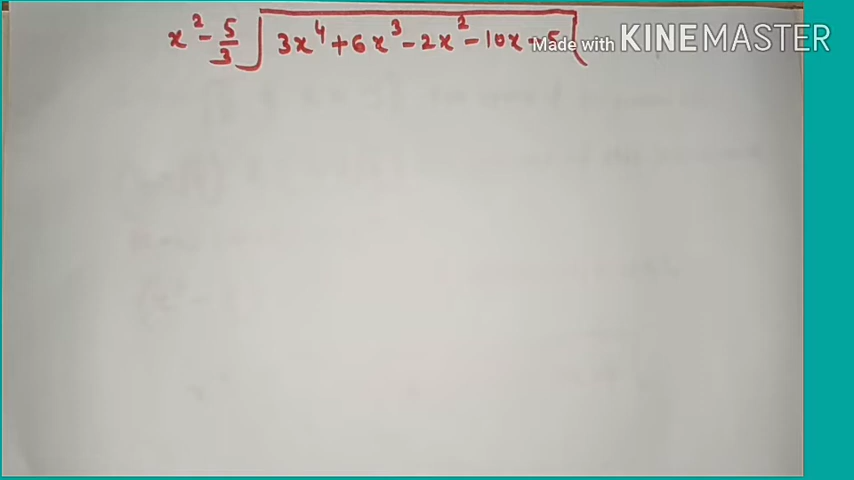 x² - 5/3 √ 3x⁴ + 6x³ - 2x² - 10x - 5 (
Made with KINEMASTER